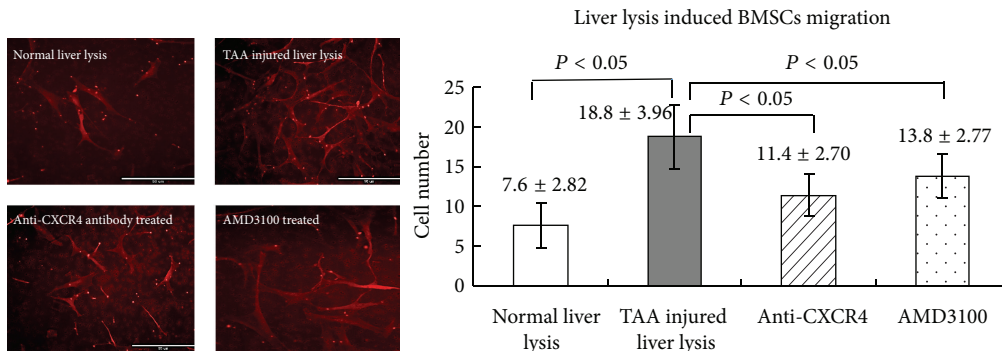 Normal liver lysis
TAA injured liver lysis
Anti-CXCR4 antibody treated
AMD3100 treated
Liver lysis induced BMSCs migration
P < 0.05
P < 0.05
P < 0.05
18.8 ± 3.96
13.8 ± 2.77
11.4 ± 2.70
7.6 ± 2.82
Cell number
25
20
15
10
5
0
Normal liver
lysis
TAA injured
liver lysis
Anti-CXCR4
AMD3100